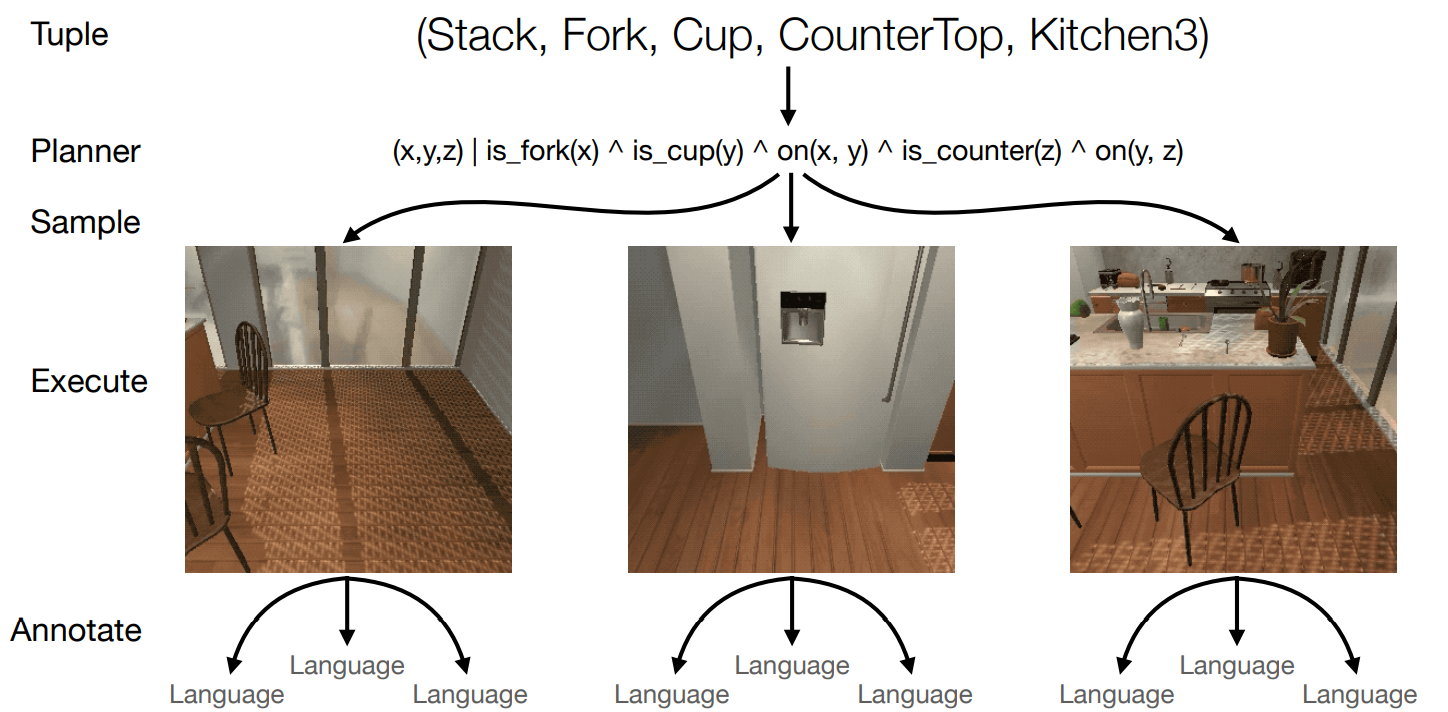 Tuple
(Stack, Fork, Cup, CounterTop, Kitchen3)
Planner
(x,y,z) | is_fork(x) ^ is_cup(y) ^ on(x, y) ^ is_counter(z) ^ on(y, z)
Sample
Execute
Annotate
Language
Language
Language
Language
Language
Language
Language
Language
Language